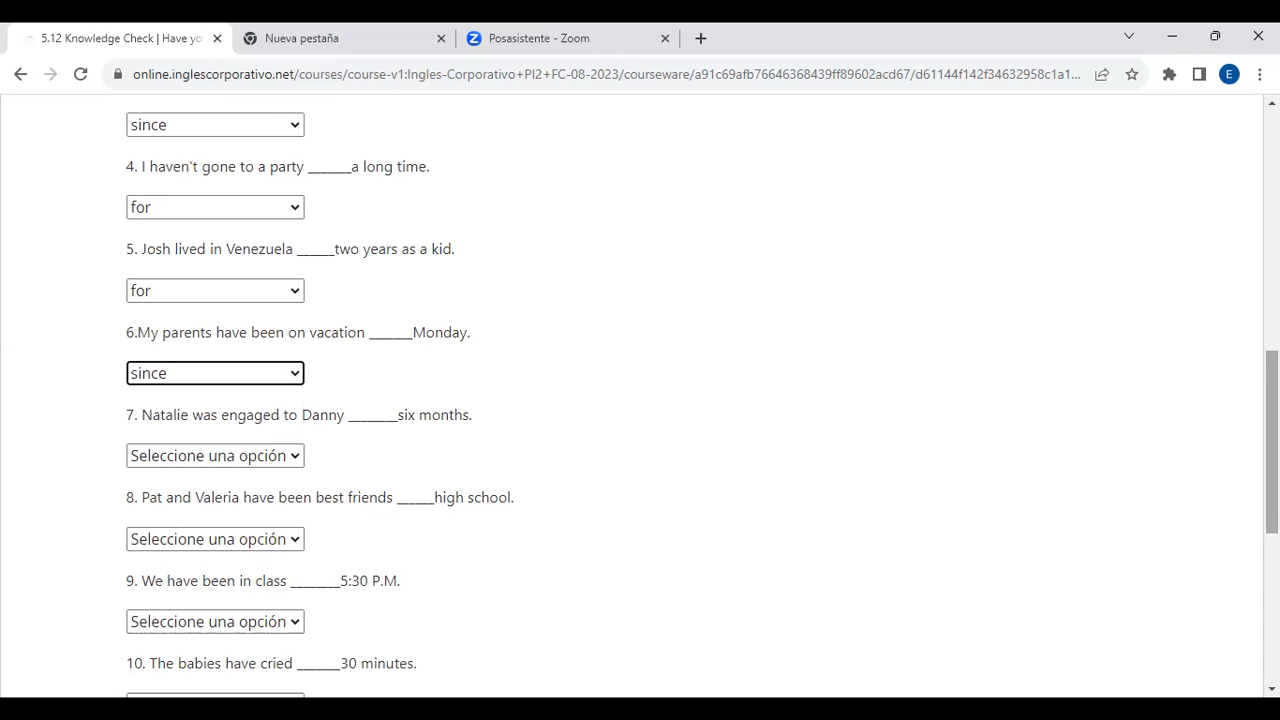 5.12 Knowledge Check | Have yo
Nueva pestaña
Posasistente - Zoom
online.inglescorporativo.net/courses/course-v1:Ingles-Corporativo+PI2+FC-08-2023/courseware/a91c69afb76646368439ff89602acd67/d61144f142f34632958c1a1...
E
since
4. I haven't gone to a party ______a long time.
for
5. Josh lived in Venezuela _____two years as a kid.
for
6.My parents have been on vacation ______Monday.
since
7. Natalie was engaged to Danny _______six months.
Seleccione una opción
8. Pat and Valeria have been best friends _____high school.
Seleccione una opción
9. We have been in class _______5:30 P.M.
Seleccione una opción
10. The babies have cried ______30 minutes.